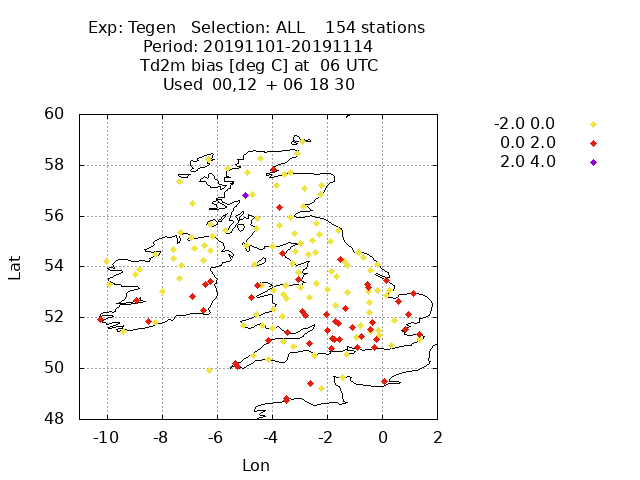 Exp: Tegen Selection: ALL 154 stations
Period: 20191101-20191114
Td2m bias [deg C] at 06 UTC
Used 00,12 + 06 18 30
-2.0 0.0
0.0 2.0
2.0 4.0
60
58
56
54
52
50
48
Lat
-10 -8 -6 -4 -2 0 2
Lon